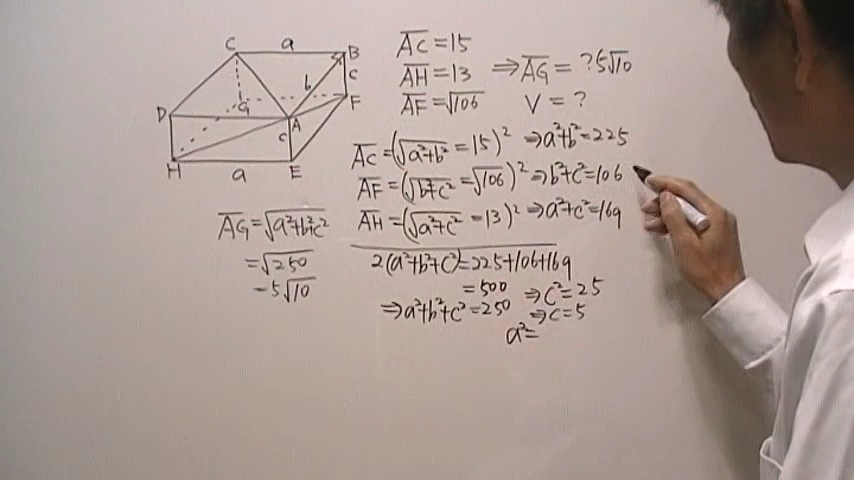 C a B
b c
D G F
A
c
H a E
AC = 15
AH = 13 ⇒ AG = ? 5√10
AF = √106 V = ?
AC = (√a²+b² = 15)² ⇒ a²+b² = 225
AF = (√b²+c² = √106)² ⇒ b²+c² = 106
AH = (√a²+c² = 13)² ⇒ a²+c² = 169
2(a²+b²+c²) = 225+106+169
= 500 ⇒ c² = 25
⇒ a²+b²+c² = 250 ⇒ c = 5
a² =
AG = √a²+b²+c²
= √250
= 5√10